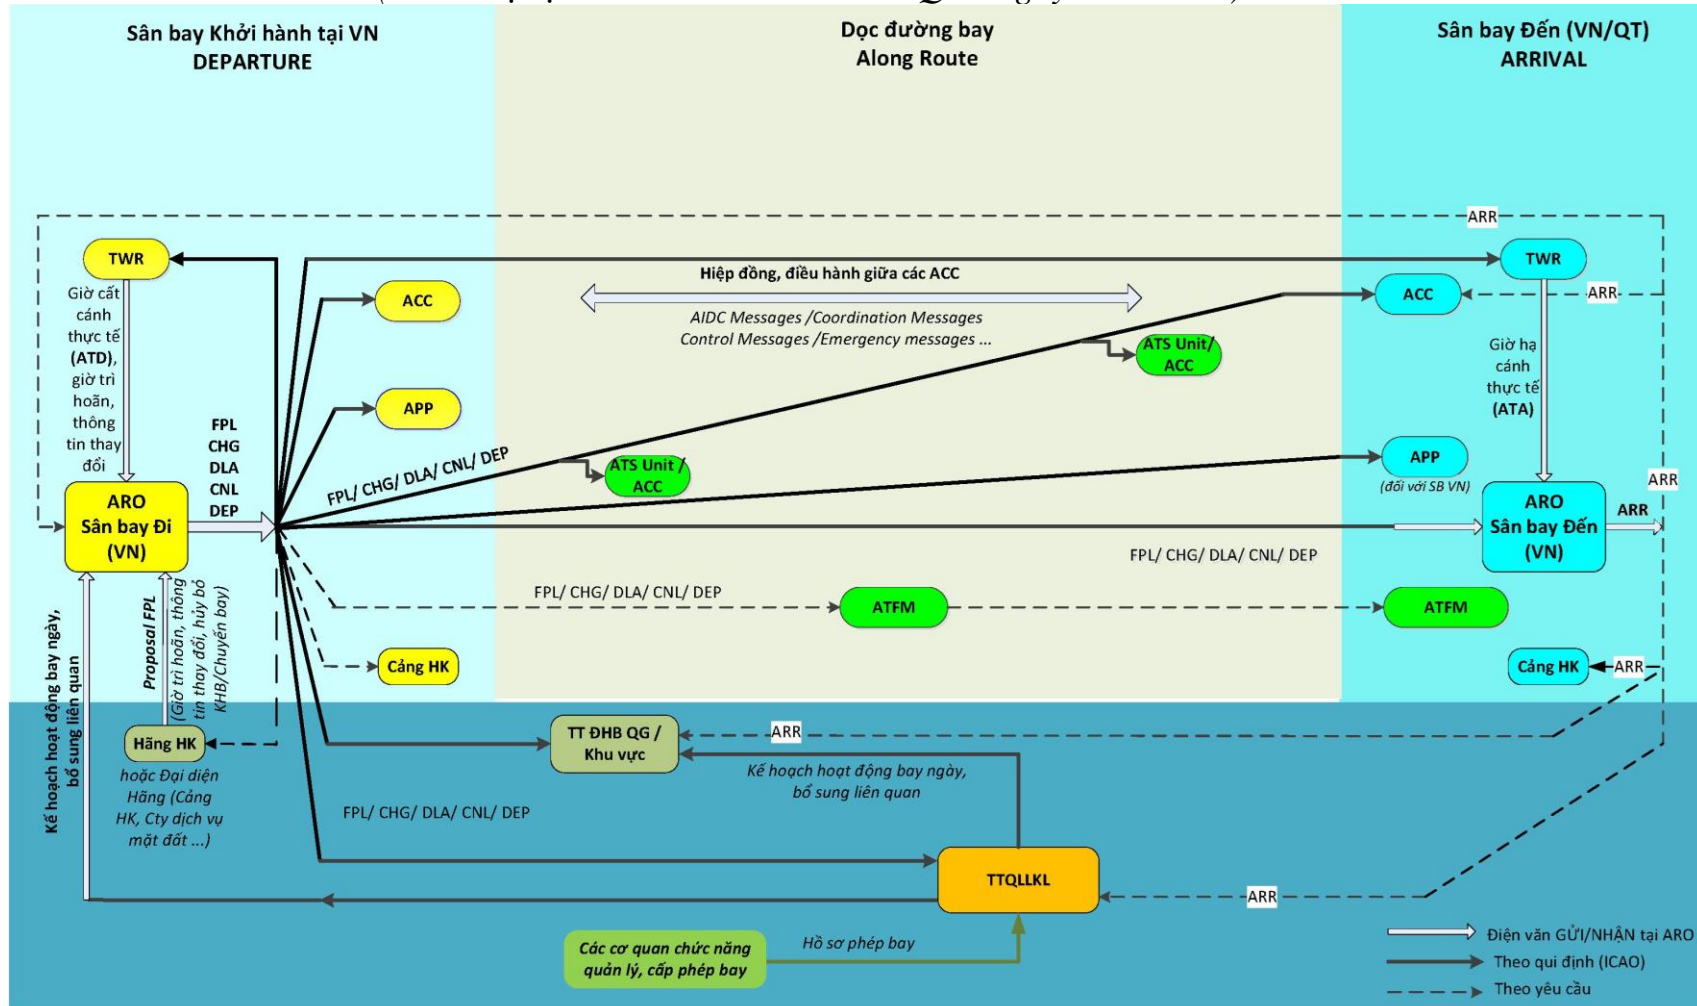 Sân bay Khởi hành tại VN
DEPARTURE
Dọc đường bay
Along Route
Sân bay Đến (VN/QT)
ARRIVAL
ARR
TWR
Giờ cất
cánh
thực tế
(ATD),
giờ trì
hoãn,
thông
tin thay
đổi
ACC
APP
FPL
CHG
DLA
CNL
DEP
ARO
Sân bay Đi
(VN)
Hiệp đồng, điều hành giữa các ACC
AIDC Messages /Coordination Messages
Control Messages /Emergency messages ...
ATS Unit/
ACC
FPL/ CHG/ DLA/ CNL/ DEP
ATS Unit /
ACC
TWR
ACC
ARR
Giờ hạ
cánh
thực tế
(ATA)
APP
(đối với SB VN)
ARR
ARO
Sân bay Đến
(VN)
ARR
FPL/ CHG/ DLA/ CNL/ DEP
FPL/ CHG/ DLA/ CNL/ DEP
ATFM
ATFM
Cảng HK
Cảng HK
ARR
Kế hoạch hoạt động bay ngày,
bổ sung liên quan
Proposal FPL
(Giờ trì hoãn, thông
tin thay đổi, hủy bỏ
KHB/Chuyến bay)
Hãng HK
hoặc Đại diện
Hãng (Cảng
HK, Cty dịch vụ
mặt đất ...)
TT ĐHB QG /
Khu vực
ARR
Kế hoạch hoạt động bay ngày,
bổ sung liên quan
FPL/ CHG/ DLA/ CNL/ DEP
TTQLLKL
ARR
Các cơ quan chức năng
quản lý, cấp phép bay
Hồ sơ phép bay
Điện văn GỬI/NHẬN tại ARO
Theo qui định (ICAO)
Theo yêu cầu